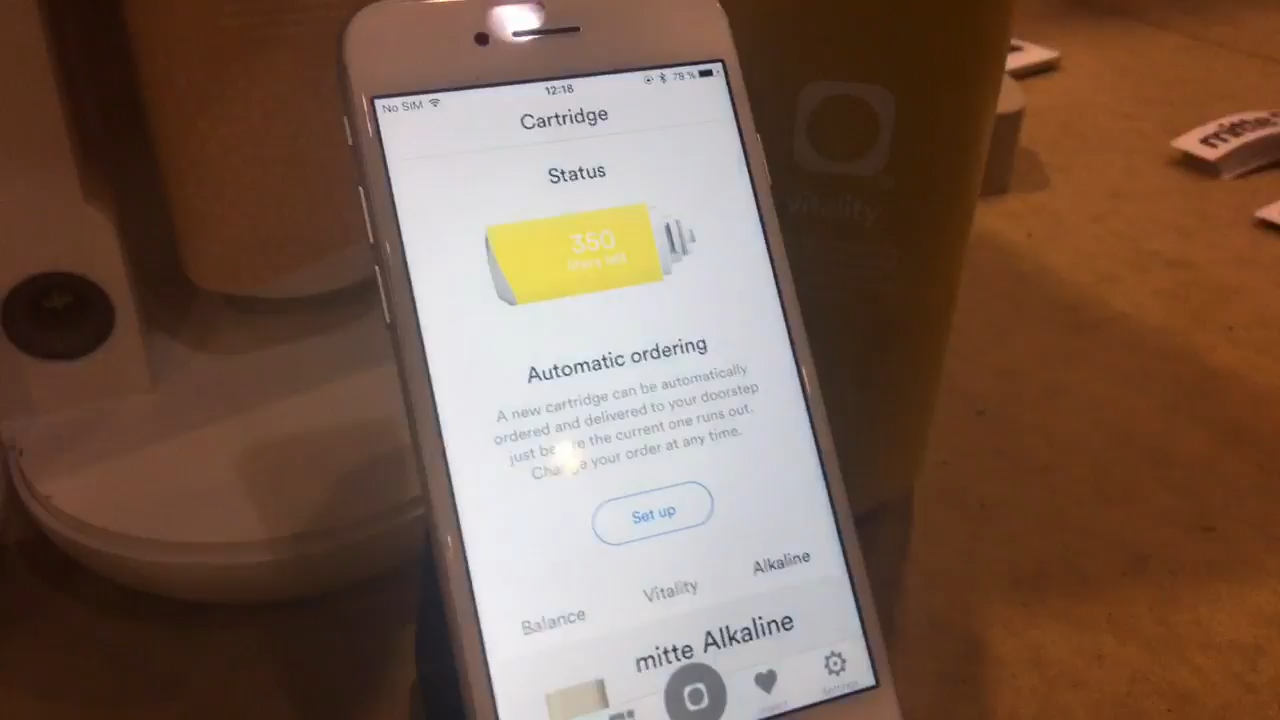 No SIM
12:18
78 %
Cartridge
Status
350
liters left
Automatic ordering
A new cartridge can be automatically
ordered and delivered to your doorstep
just the current one runs out.
your order at any time.
Set up
Balance
Vitality
Alkaline
mitte Alkaline
vitality
mitte